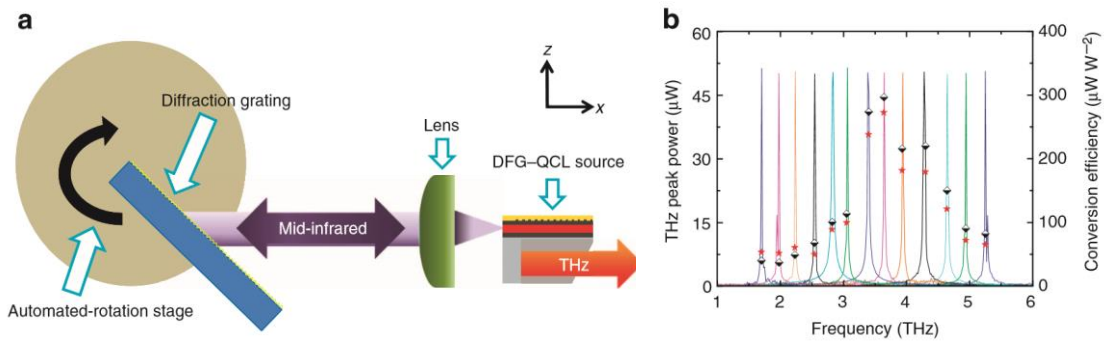 a
z
x
Diffraction grating
Lens
DFG–QCL source
Mid-infrared
THz
Automated-rotation stage
b
THz peak power (μW)
60
45
30
15
0
1
2
3
4
5
6
Frequency (THz)
400
300
200
100
0
Conversion efficiency (μW W⁻²)